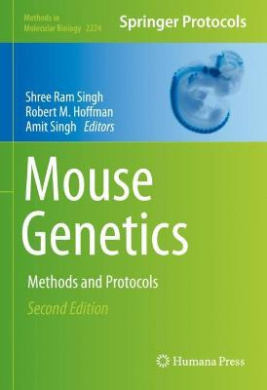 Methods in
Molecular Biology 2224
Springer Protocols
Shree Ram Singh
Robert M. Hoffman
Amit Singh Editors
Mouse
Genetics
Methods and Protocols
Second Edition
Humana Press